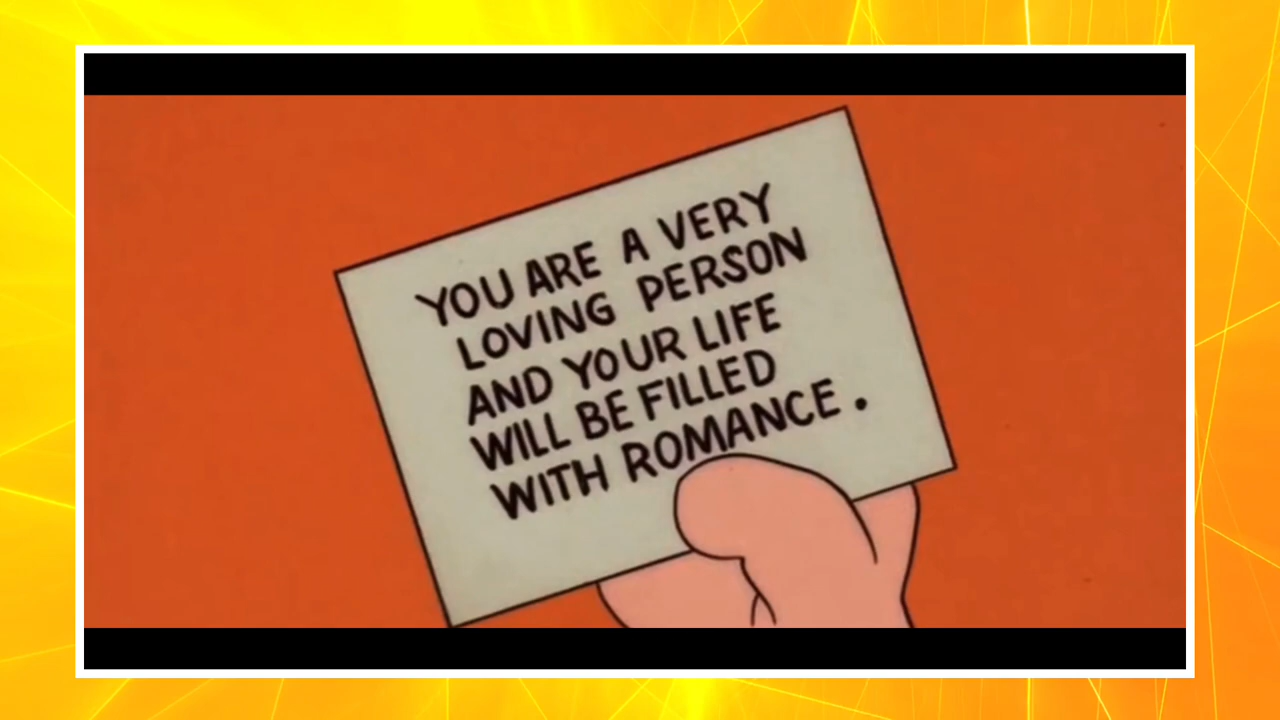 YOU ARE A VERY
LOVING PERSON
AND YOUR LIFE
WILL BE FILLED
WITH ROMANCE.